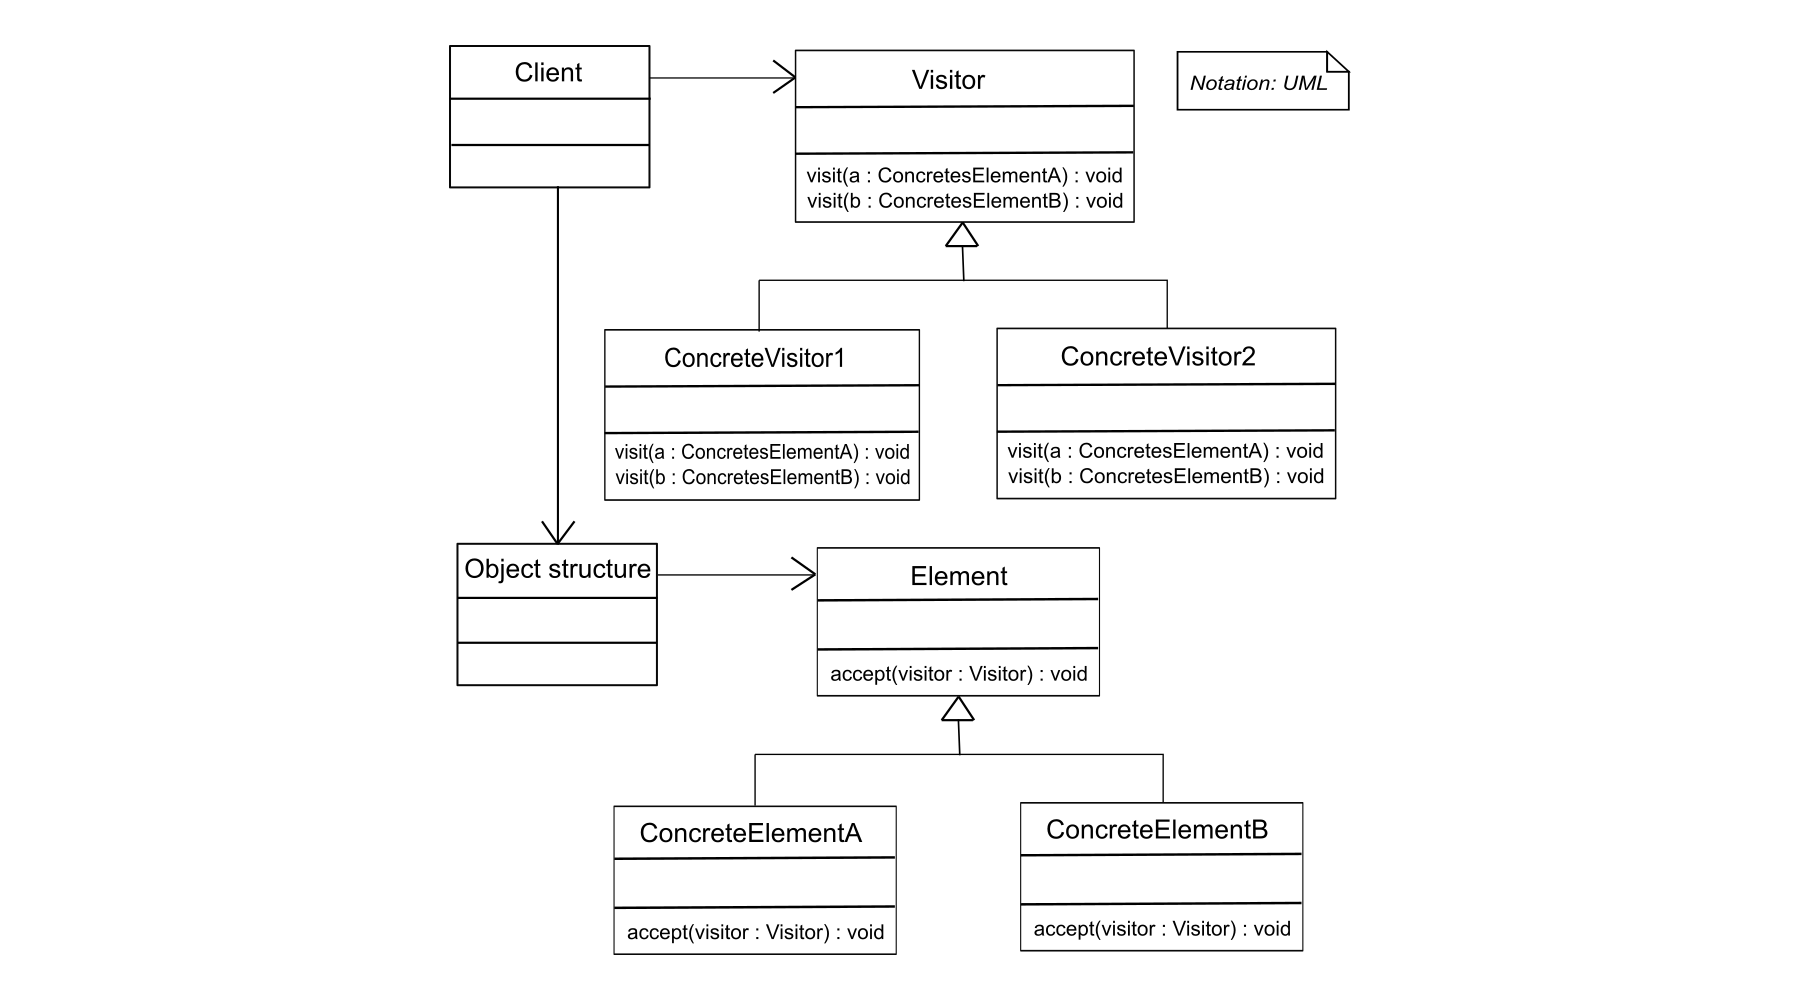 Client
Visitor
Notation: UML
visit(a : ConcretesElementA) : void
visit(b : ConcretesElementB) : void
ConcreteVisitor1
ConcreteVisitor2
visit(a : ConcretesElementA) : void
visit(b : ConcretesElementB) : void
visit(a : ConcretesElementA) : void
visit(b : ConcretesElementB) : void
Object structure
Element
accept(visitor : Visitor) : void
ConcreteElementA
ConcreteElementB
accept(visitor : Visitor) : void
accept(visitor : Visitor) : void